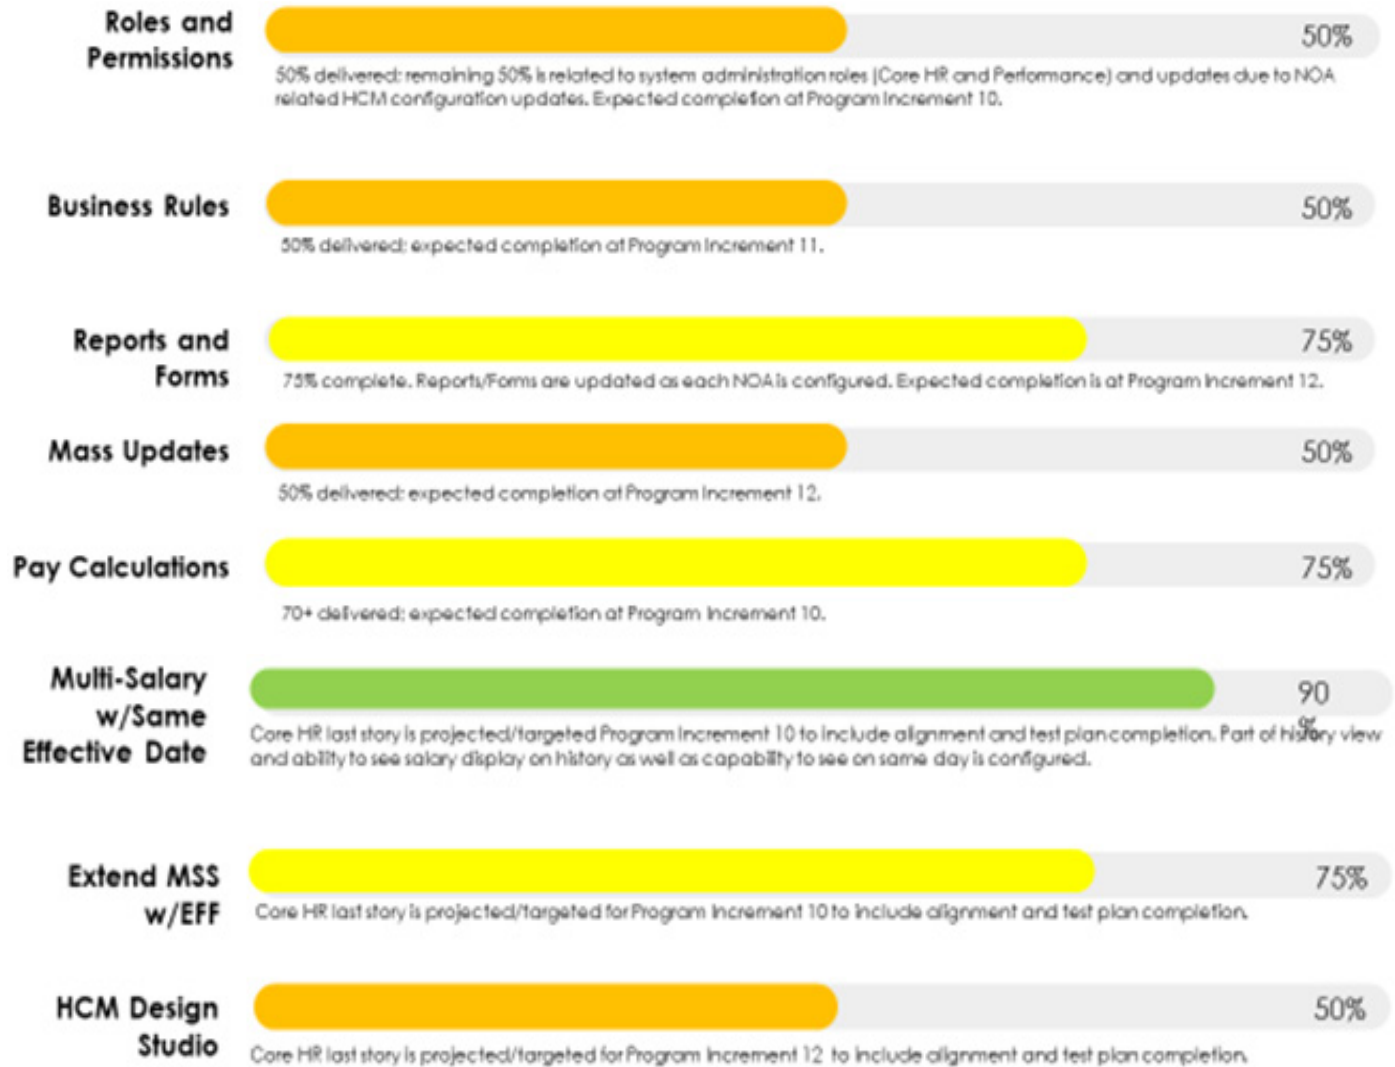 Roles and
Permissions
50%
50% delivered; remaining 50% is related to system administration roles (Core HR and Performance) and updates due to NOA
related HCM configuration updates. Expected completion at Program Increment 10.
Business Rules
50%
50% delivered; expected completion at Program Increment 11.
Reports and
Forms
75%
75% complete. Reports/Forms are updated as each NOA is configured. Expected completion is at Program Increment 12.
Mass Updates
50%
50% delivered; expected completion at Program Increment 12.
Pay Calculations
75%
70+ delivered; expected completion at Program Increment 10.
Multi-Salary
w/Same
Effective Date
90
%
Core HR last story is projected/targeted Program Increment 10 to include alignment and test plan completion. Part of history view
and ability to see salary display on history as well as capability to see on same day is configured.
Extend MSS
w/EFF
75%
Core HR last story is projected/targeted for Program Increment 10 to include alignment and test plan completion.
HCM Design
Studio
50%
Core HR last story is projected/targeted for Program Increment 12 to include alignment and test plan completion.